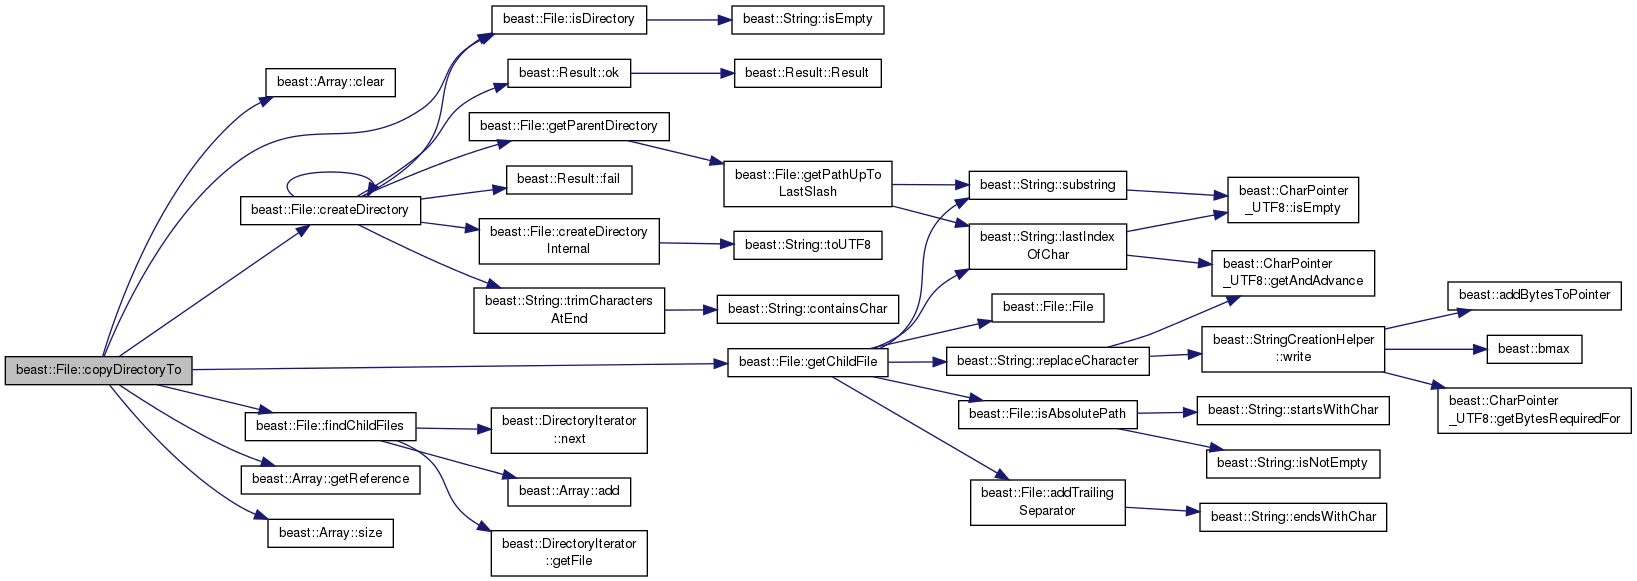 beast::File::copyDirectoryTo
beast::Array::clear
beast::File::createDirectory
beast::File::findChildFiles
beast::Array::getReference
beast::Array::size
beast::File::isDirectory
beast::Result::ok
beast::File::getParentDirectory
beast::Result::fail
beast::File::createDirectory
Internal
beast::String::trimCharacters
AtEnd
beast::DirectoryIterator
::next
beast::Array::add
beast::DirectoryIterator
::getFile
beast::String::isEmpty
beast::Result::Result
beast::File::getPathUpTo
LastSlash
beast::String::toUTF8
beast::String::containsChar
beast::File::getChildFile
beast::String::substring
beast::String::lastIndex
OfChar
beast::File::File
beast::String::replaceCharacter
beast::File::isAbsolutePath
beast::File::addTrailing
Separator
beast::CharPointer
_UTF8::isEmpty
beast::CharPointer
_UTF8::getAndAdvance
beast::StringCreationHelper
::write
beast::String::startsWithChar
beast::String::isNotEmpty
beast::String::endsWithChar
beast::addBytesToPointer
beast::bmax
beast::CharPointer
_UTF8::getBytesRequiredFor